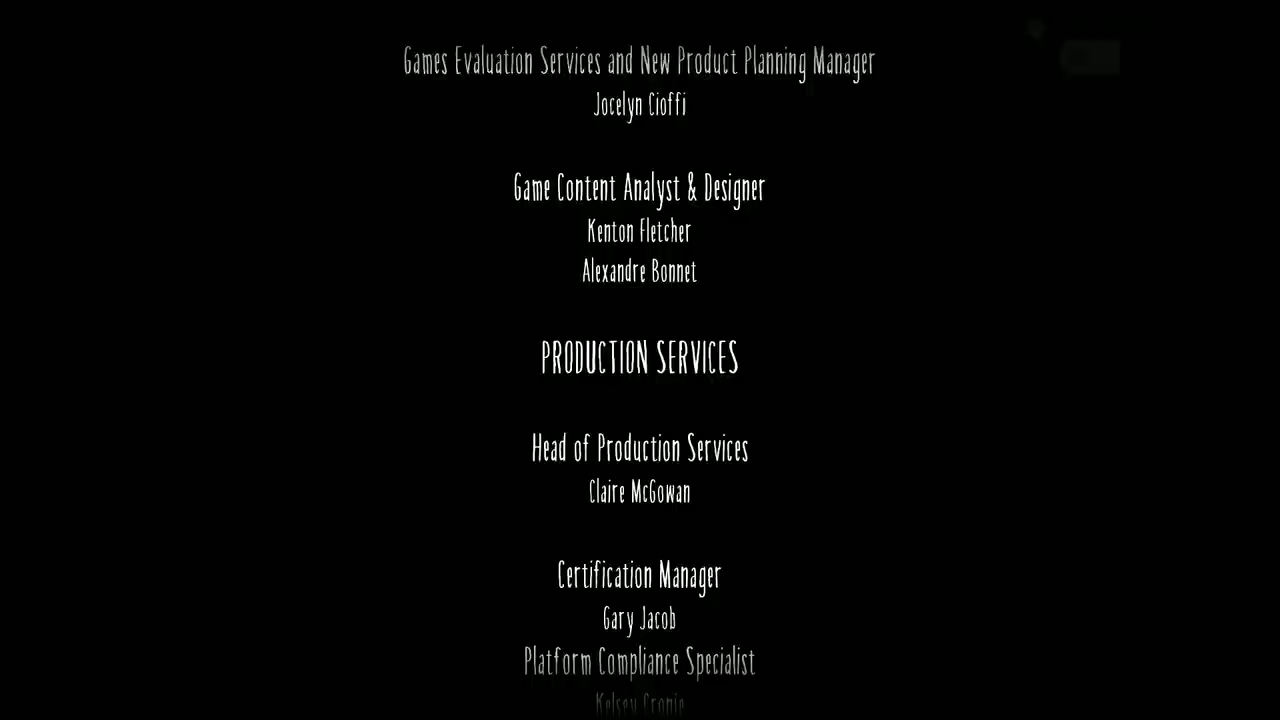 Games Evaluation Services and New Product Planning Manager
Jocelyn Cioffi
Game Content Analyst & Designer
Kenton Fletcher
Alexandre Bonnet
PRODUCTION SERVICES
Head of Production Services
Claire McGowan
Certification Manager
Gary Jacob
Platform Compliance Specialist
Kelsey